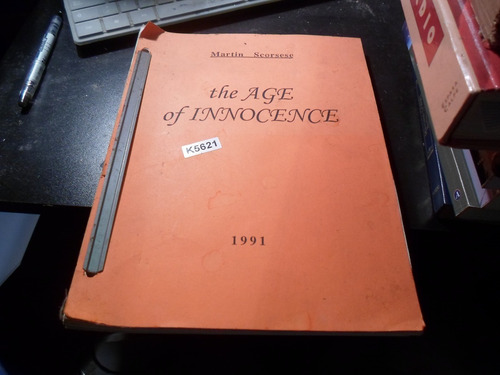 Martin Scorsese
the AGE
of INNOCENCE
K5621
1991